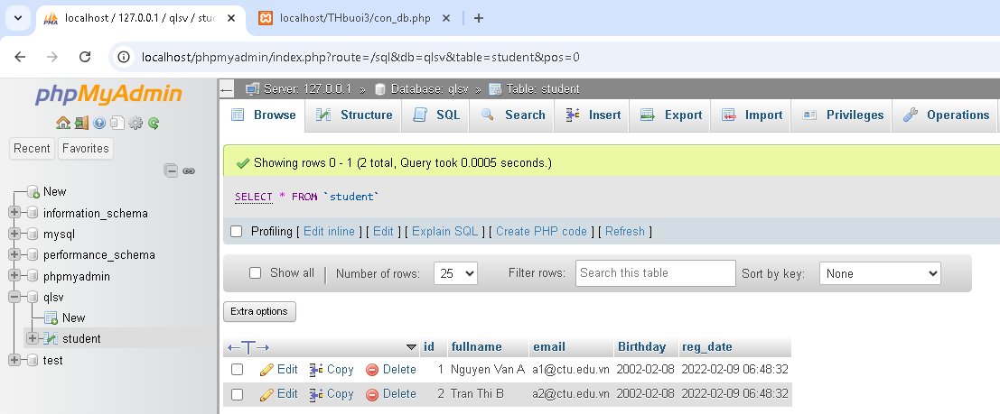 localhost / 127.0.0.1 / qlsv / stud
localhost/THbuoi3/con_db.php
localhost/phpmyadmin/index.php?route=/sql&db=qlsv&table=student&pos=0
phpMyAdmin
Recent Favorites
New
information_schema
mysql
performance_schema
phpmyadmin
qlsv
New
student
test
Server: 127.0.0.1 » Database: qlsv » Table: student
Browse Structure SQL Search Insert Export Import Privileges Operations
Showing rows 0 - 1 (2 total, Query took 0.0005 seconds.)
SELECT * FROM `student`
Profiling [ Edit inline ] [ Edit ] [ Explain SQL ] [ Create PHP code ] [ Refresh ]
Show all Number of rows: 25 Filter rows: Search this table Sort by key: None
Extra options
id fullname email Birthday reg_date
Edit Copy Delete 1 Nguyen Van A a1@ctu.edu.vn 2002-02-08 2022-02-09 06:48:32
Edit Copy Delete 2 Tran Thi B a2@ctu.edu.vn 2002-02-08 2022-02-09 06:48:32